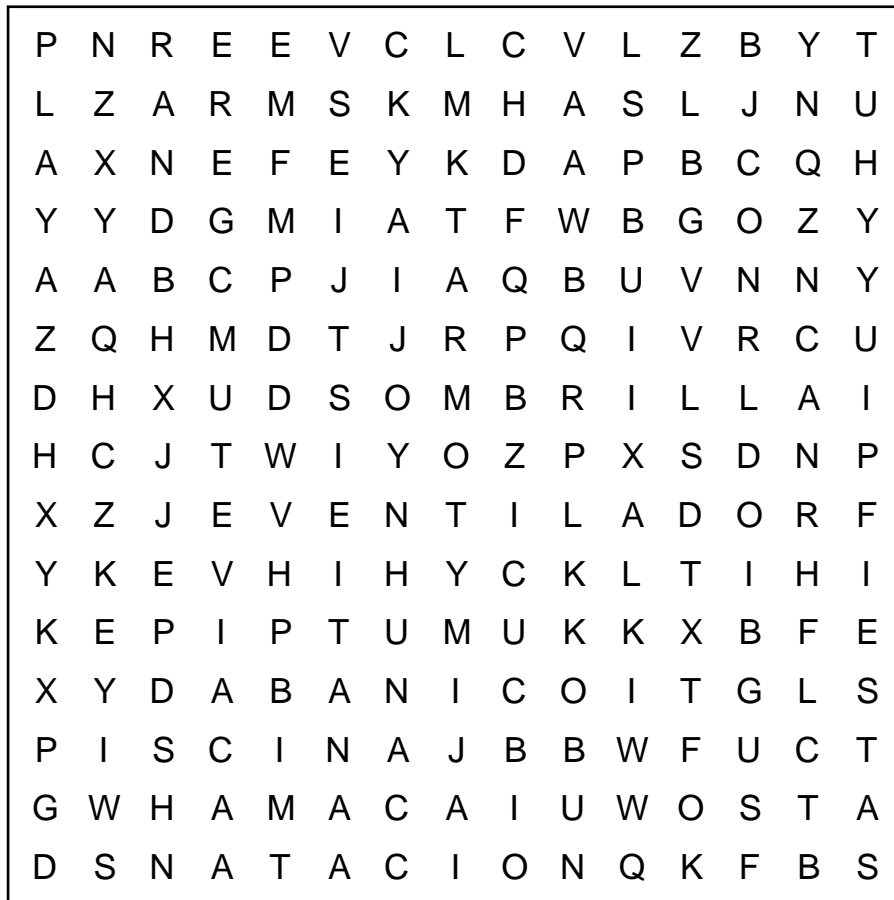 P N R E E V C L C V L Z B Y T
L Z A R M S K M H A S L J N U
A X N E F E Y K D A P B C Q H
Y Y D G M I A T F W B G O Z Y
A A B C P J I A Q B U V N N Y
Z Q H M D T J R P Q I V R C U
D H X U D S O M B R I L L A I
H C J T W I Y O Z P X S D N P
X Z J E V E N T I L A D O R F
Y K E V H I H Y C K L T I H I
K E P I P T U M U K K X B F E
X Y D A B A N I C O I T G L S
P I S C I N A J B B W F U C T
G W H A M A C A I U W O S T A
D S N A T A C I O N Q K F B S